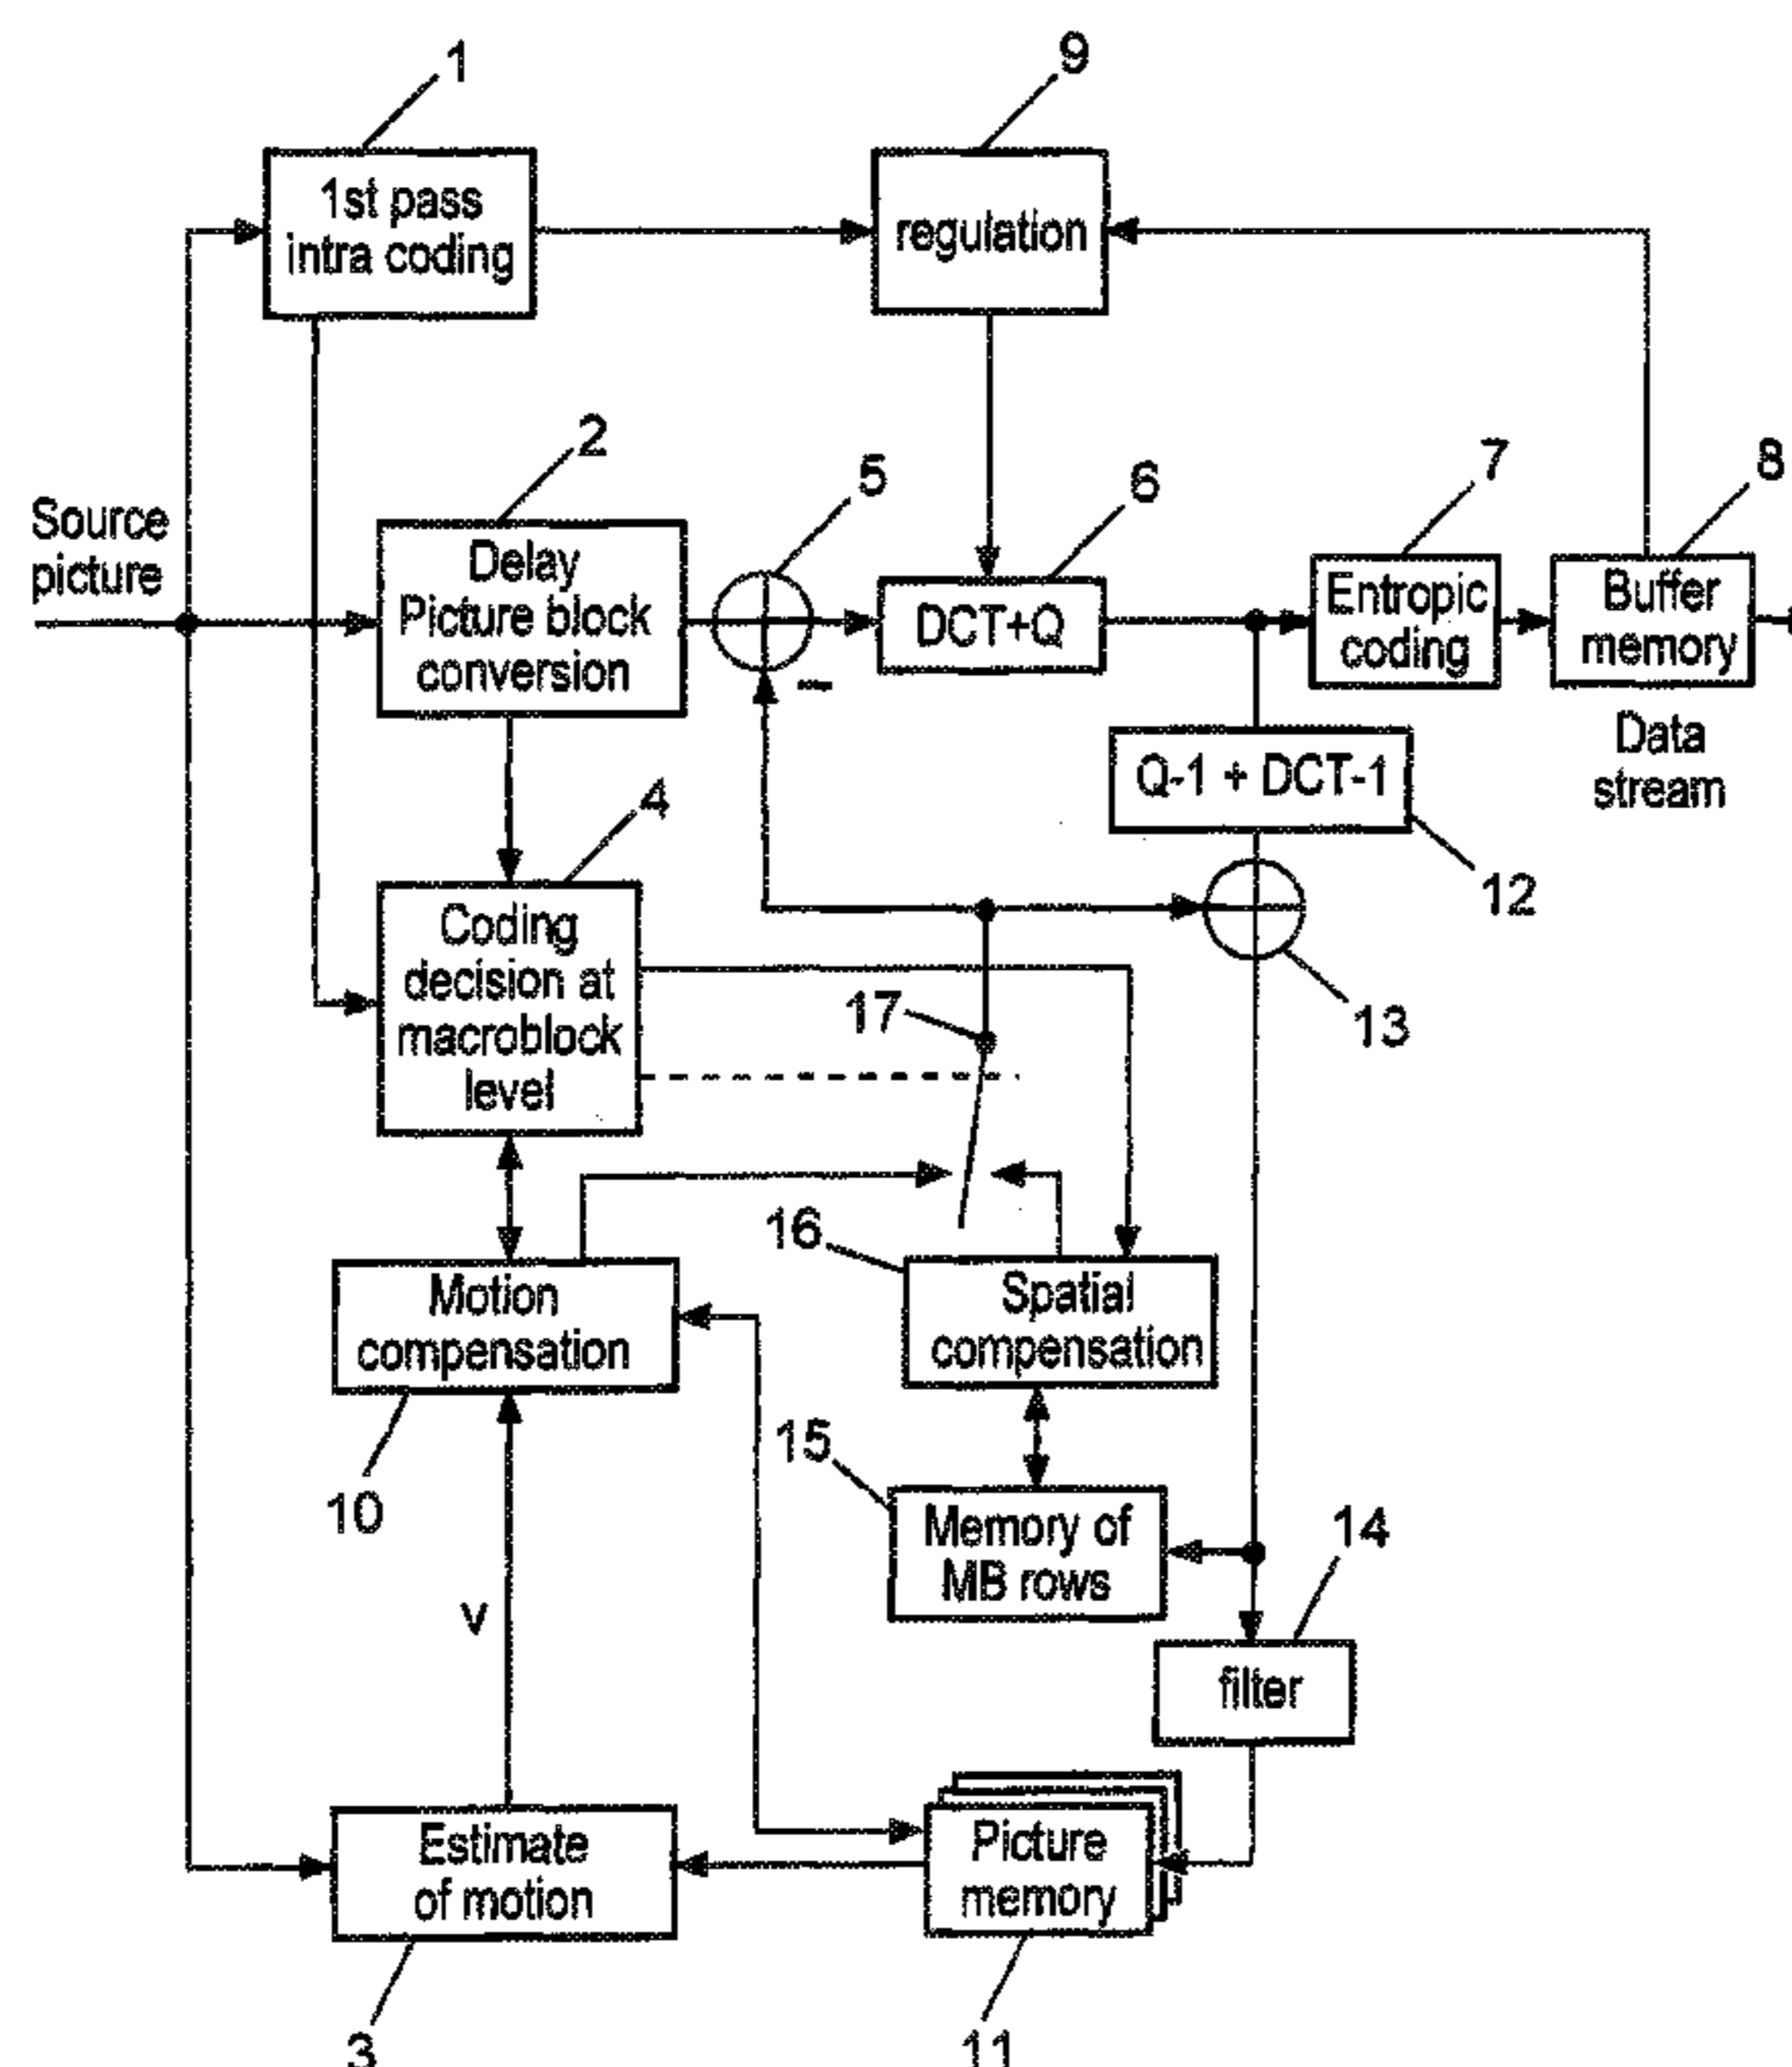 1
9
1st pass
intra coding
regulation
2
5
6
7
8
Source
picture
Delay
Picture block
conversion
DCT+Q
Entropic
coding
Buffer
memory
-
Q-1 + DCT-1
Data
stream
4
12
Coding
decision at
macroblock
level
17
13
16
Motion
compensation
Spatial
compensation
10
15
Memory of
MB rows
14
v
filter
Estimate
of motion
Picture
memory
3
11